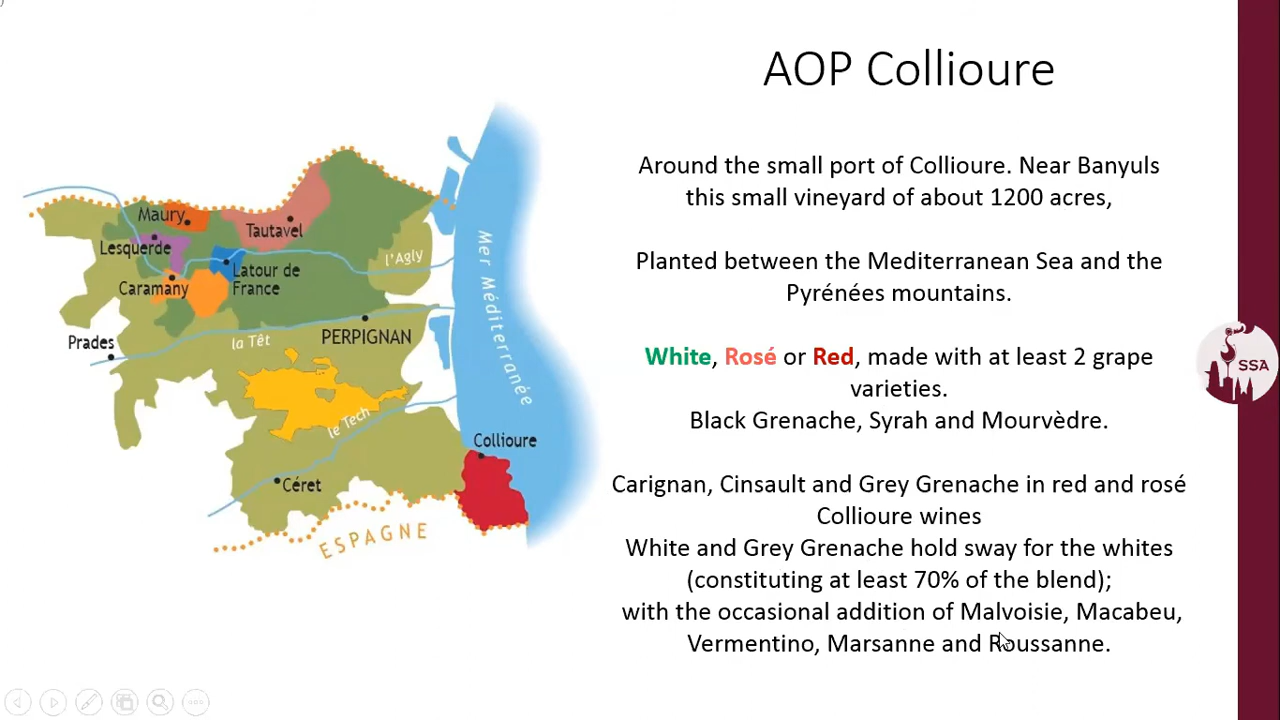 AOP Collioure
Around the small port of Collioure. Near Banyuls
this small vineyard of about 1200 acres,
Planted between the Mediterranean Sea and the
Pyrénées mountains.
White, Rosé or Red, made with at least 2 grape
varieties.
Black Grenache, Syrah and Mourvèdre.
Carignan, Cinsault and Grey Grenache in red and rosé
Collioure wines
White and Grey Grenache hold sway for the whites
(constituting at least 70% of the blend);
with the occasional addition of Malvoisie, Macabeu,
Vermentino, Marsanne and Roussanne.
Maury
Tautavel
Lesquerde
l'Agly
Latour de
France
Caramany
PERPIGNAN
la Têt
Prades
Mer Méditerranée
le Tech
Collioure
Céret
ESPAGNE
SSA